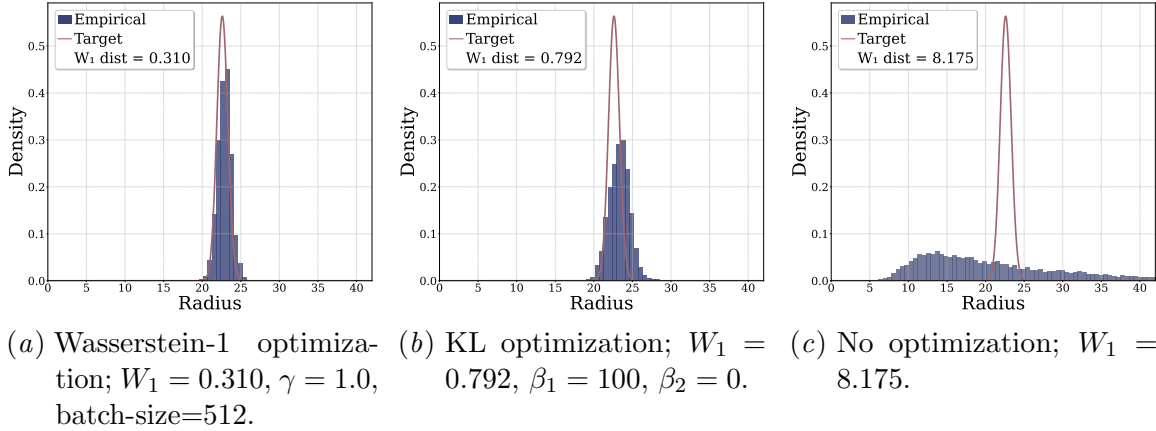 Empirical
Target
W₁ dist = 0.310
0.5
0.4
0.3
0.2
0.1
0.0
Density
0 5 10 15 20 25 30 35 40
Radius
Empirical
Target
W₁ dist = 0.792
0.5
0.4
0.3
0.2
0.1
0.0
Density
0 5 10 15 20 25 30 35 40
Radius
Empirical
Target
W₁ dist = 8.175
0.5
0.4
0.3
0.2
0.1
0.0
Density
0 5 10 15 20 25 30 35 40
Radius
(a) Wasserstein-1 optimiza-
tion; W₁ = 0.310, γ = 1.0,
batch-size=512.
(b) KL optimization; W₁ =
0.792, β₁ = 100, β₂ = 0.
(c) No optimization; W₁ =
8.175.